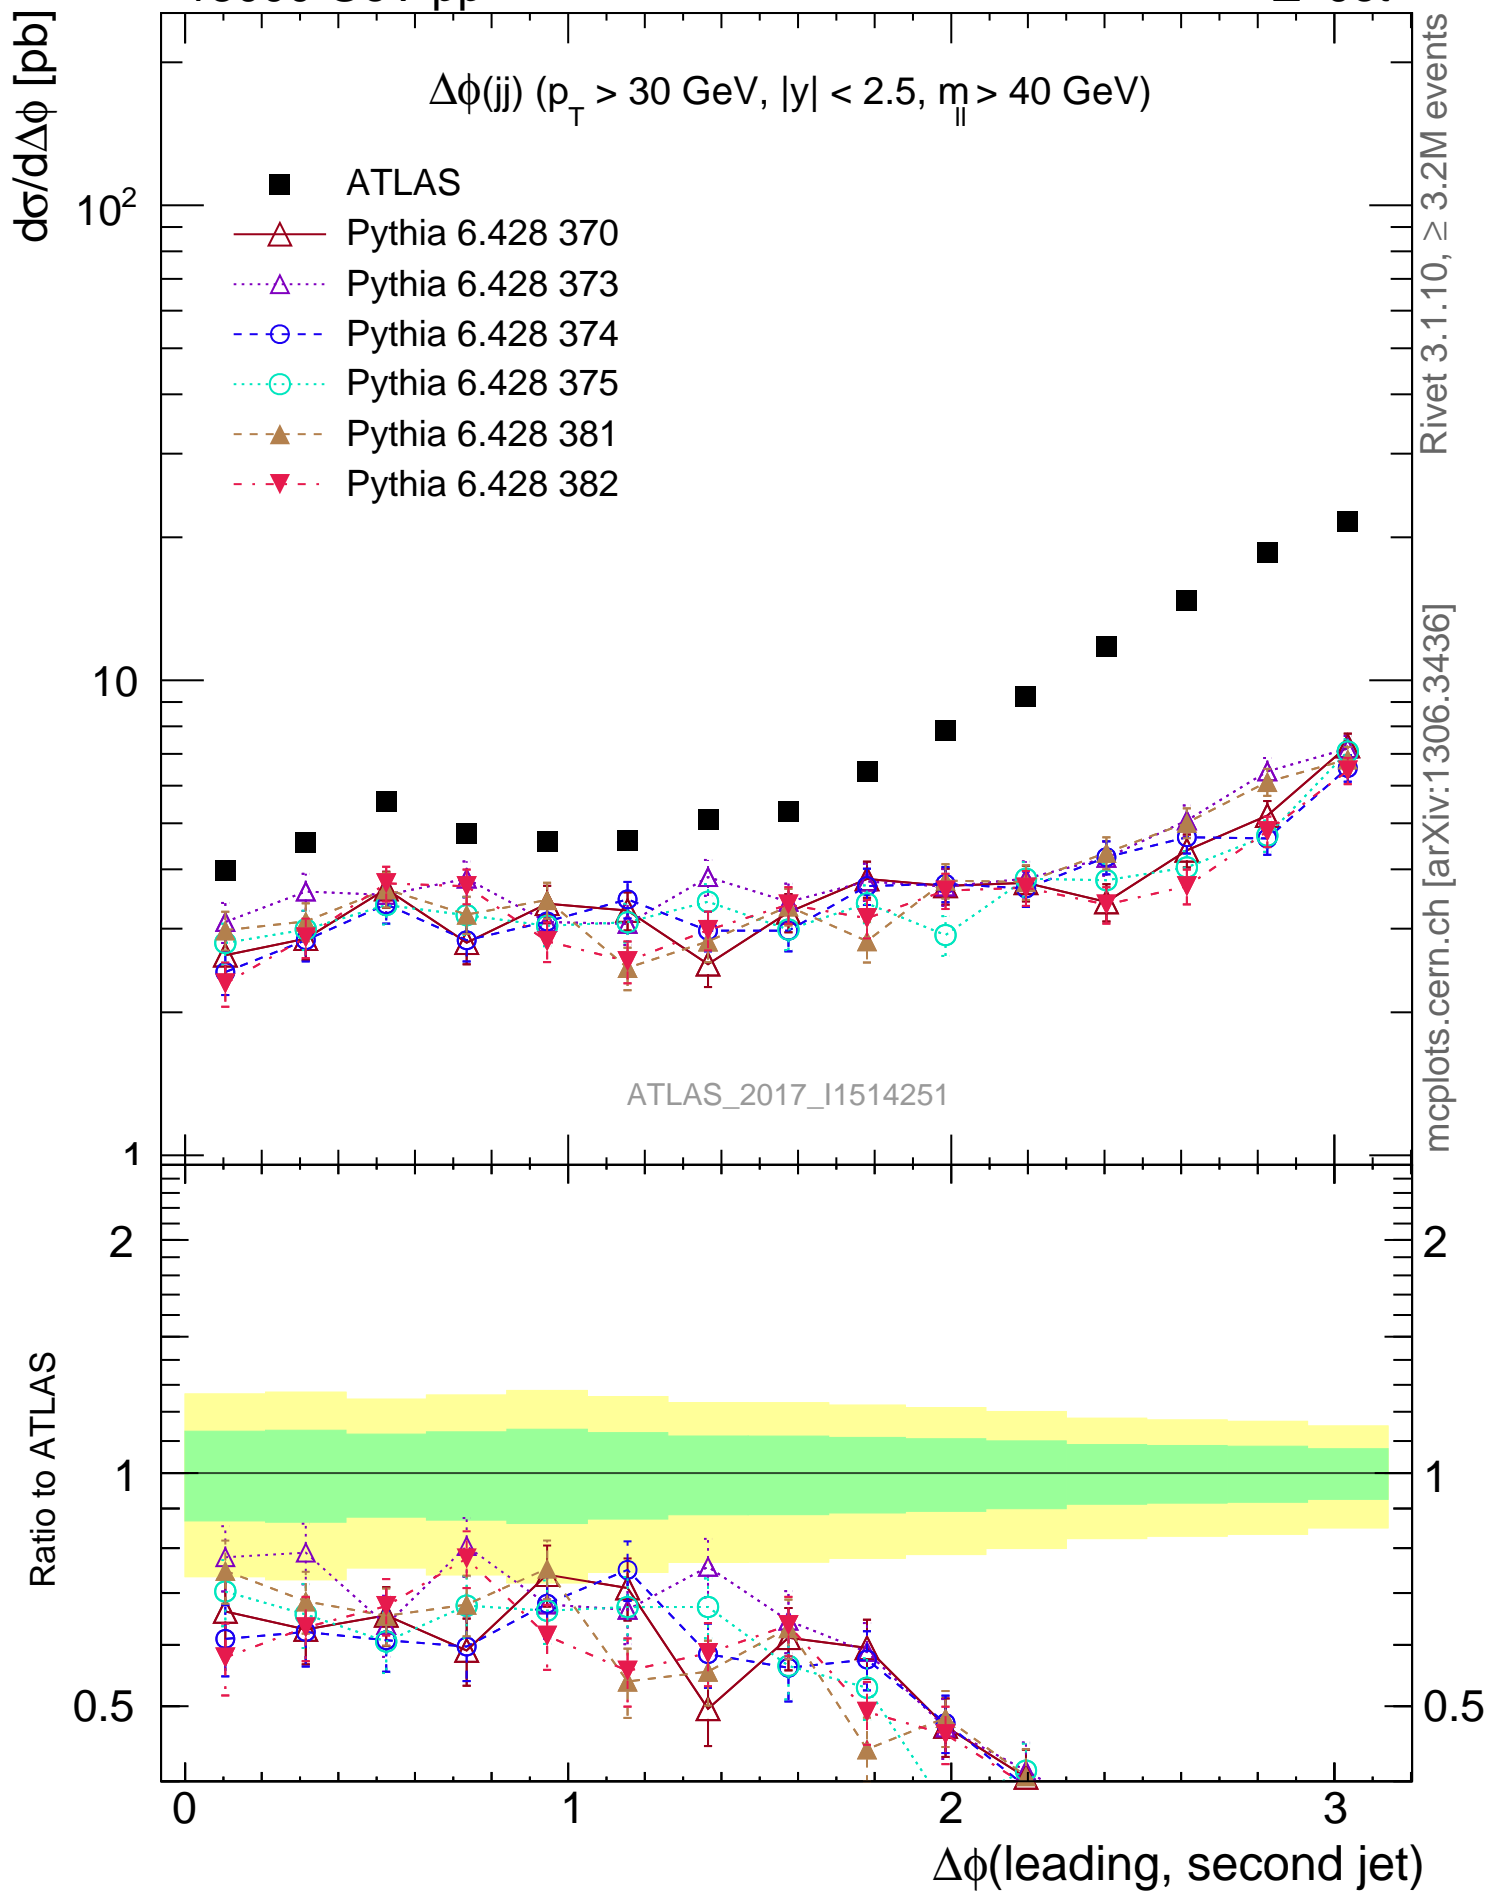 dσ/dΔϕ [pb]
Δϕ(jj) (p_T > 30 GeV, |y| < 2.5, m_ll > 40 GeV)
ATLAS
Pythia 6.428 370
Pythia 6.428 373
Pythia 6.428 374
Pythia 6.428 375
Pythia 6.428 381
Pythia 6.428 382
10²
10
1
ATLAS_2017_I1514251
Rivet 3.1.10, ≥ 3.2M events
mcplots.cern.ch [arXiv:1306.3436]
Ratio to ATLAS
2
1
0.5
2
1
0.5
0 1 2 3
Δϕ(leading, second jet)